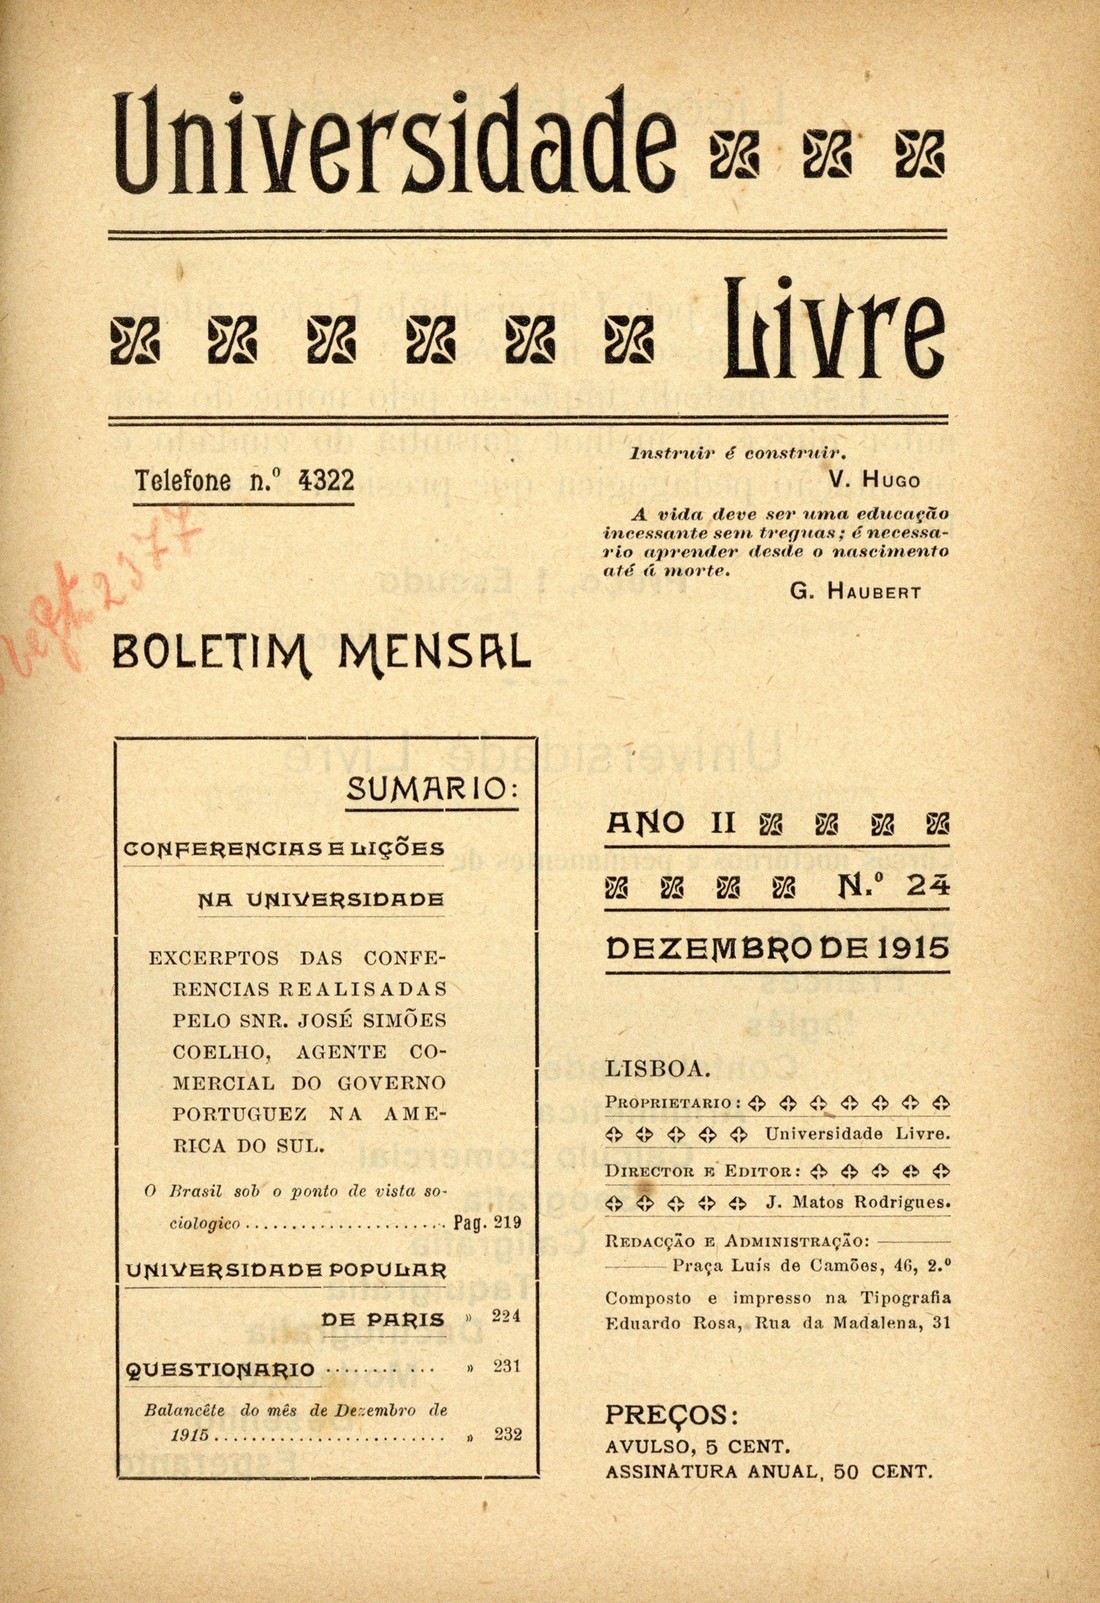 Universidade
Livre
Telefone n.º 4322
Instruir é construir.
V. HUGO
A vida deve ser uma educação
incessante sem treguas; é necessa-
rio aprender desde o nascimento
até á morte.
G. HAUBERT
2377
BOLETIM MENSAL
SUMARIO:
CONFERENCIAS E LIÇÕES
NA UNIVERSIDADE
EXCERPTOS DAS CONFE-
RENCIAS REALISADAS
PELO SNR. JOSÉ SIMÕES
COELHO, AGENTE CO-
MERCIAL DO GOVERNO
PORTUGUEZ NA AME-
RICA DO SUL.
O Brasil sob o ponto de vista so-
ciologico ...................... Pag. 219
UNIVERSIDADE POPULAR
DE PARIS » 224
QUESTIONARIO .......... » 231
Balancête do mês de Dezembro de
1915 ......................... » 232
ANO II
N.º 24
DEZEMBRO DE 1915
LISBOA.
PROPRIETARIO:
Universidade Livre.
DIRECTOR E EDITOR:
J. Matos Rodrigues.
REDACÇÃO E ADMINISTRAÇÃO:
Praça Luís de Camões, 46, 2.º
Composto e impresso na Tipografia
Eduardo Rosa, Rua da Madalena, 31
PREÇOS:
AVULSO, 5 CENT.
ASSINATURA ANUAL, 50 CENT.